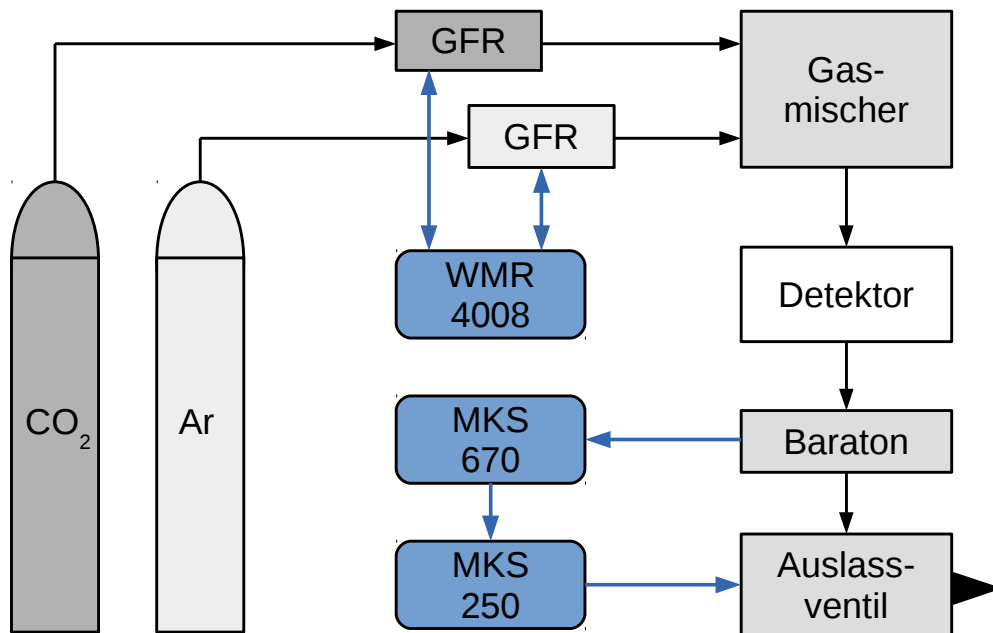 GFR
Gas-
mischer
GFR
WMR
4008
Detektor
CO₂
Ar
MKS
670
Baraton
MKS
250
Auslass-
ventil